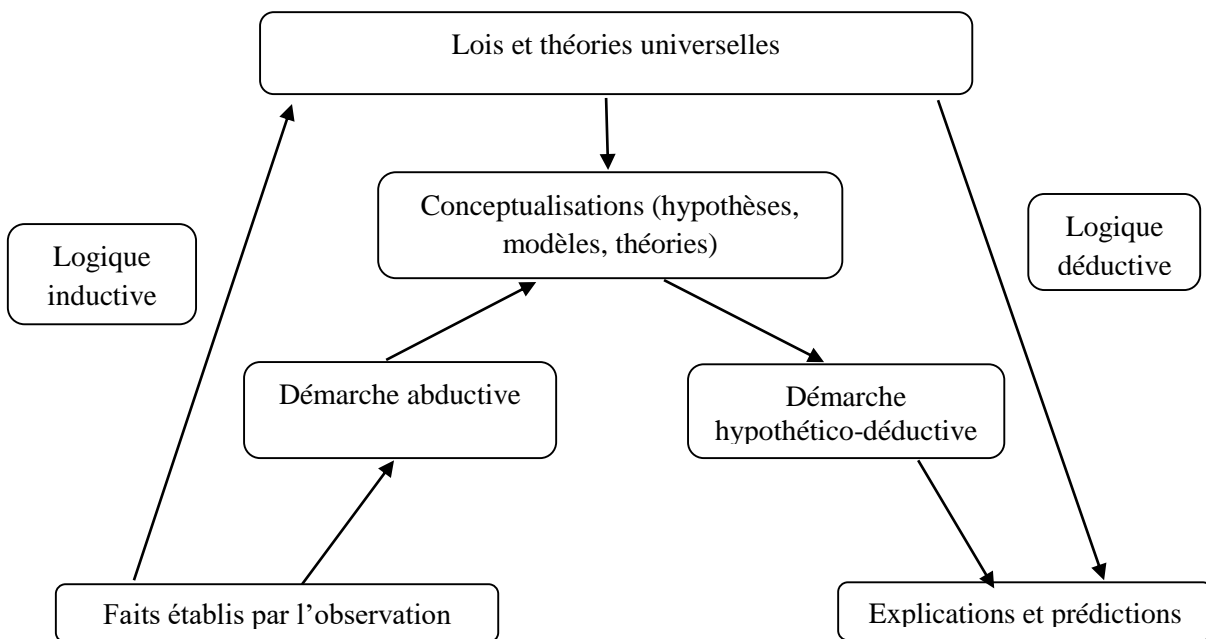 Lois et théories universelles
Conceptualisations (hypothèses,
modèles, théories)
Logique
inductive
Logique
déductive
Démarche abductive
Démarche
hypothético-déductive
Faits établis par l’observation
Explications et prédictions